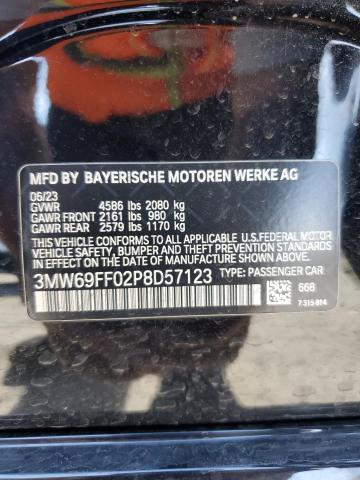 MFD BY BAYERISCHE MOTOREN WERKE AG
06/23
GVWR 4586 lbs 2080 kg
GAWR FRONT 2161 lbs 980 kg
GAWR REAR 2579 lbs 1170 kg
THIS VEHICLE CONFORMS TO ALL APPLICABLE U.S.FEDERAL MOTOR
VEHICLE SAFETY, BUMPER, AND THEFT PREVENTION
STANDARDS IN EFFECT ON THE
DATE OF MANUFACTURE SHOWN ABOVE.
3MW69FF02P8D57123 TYPE: PASSENGER CAR
668
7 315 814